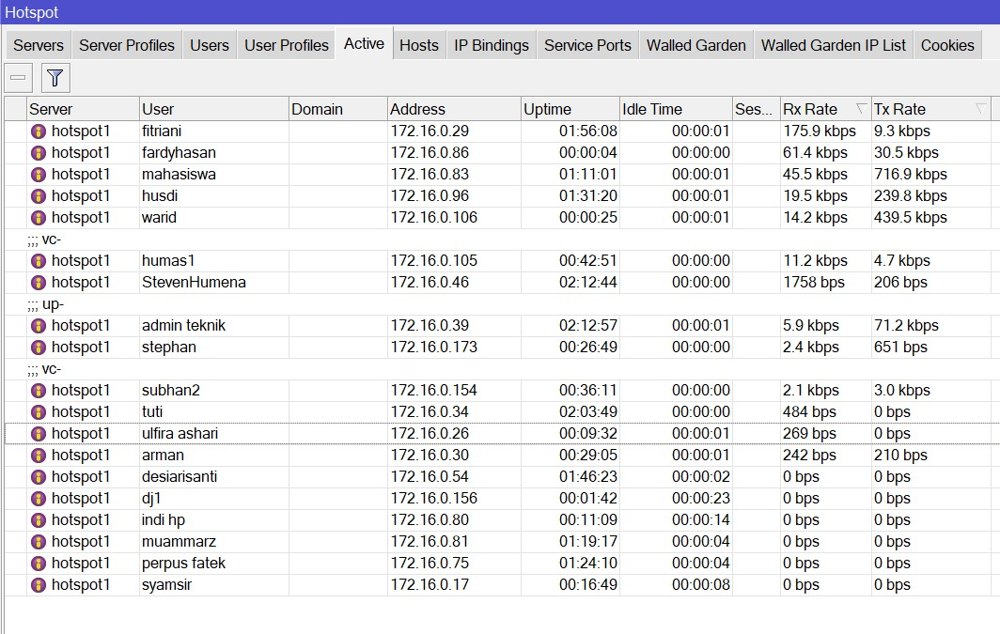 Hotspot
Servers Server Profiles Users User Profiles Active Hosts IP Bindings Service Ports Walled Garden Walled Garden IP List Cookies
Server User Domain Address Uptime Idle Time Ses... Rx Rate Tx Rate
hotspot1 fitriani 172.16.0.29 01:56:08 00:00:01 175.9 kbps 9.3 kbps
hotspot1 fardyhasan 172.16.0.86 00:00:04 00:00:00 61.4 kbps 30.5 kbps
hotspot1 mahasiswa 172.16.0.83 01:11:01 00:00:01 45.5 kbps 716.9 kbps
hotspot1 husdi 172.16.0.96 01:31:20 00:00:01 19.5 kbps 239.8 kbps
hotspot1 warid 172.16.0.106 00:00:25 00:00:01 14.2 kbps 439.5 kbps
;;; vc-
hotspot1 humas1 172.16.0.105 00:42:51 00:00:00 11.2 kbps 4.7 kbps
hotspot1 StevenHumena 172.16.0.46 02:12:44 00:00:00 1758 bps 206 bps
;;; up-
hotspot1 admin teknik 172.16.0.39 02:12:57 00:00:01 5.9 kbps 71.2 kbps
hotspot1 stephan 172.16.0.173 00:26:49 00:00:00 2.4 kbps 651 bps
;;; vc-
hotspot1 subhan2 172.16.0.154 00:36:11 00:00:00 2.1 kbps 3.0 kbps
hotspot1 tuti 172.16.0.34 02:03:49 00:00:00 484 bps 0 bps
hotspot1 ulfira ashari 172.16.0.26 00:09:32 00:00:01 269 bps 0 bps
hotspot1 arman 172.16.0.30 00:29:05 00:00:01 242 bps 210 bps
hotspot1 desiarisanti 172.16.0.54 01:46:23 00:00:02 0 bps 0 bps
hotspot1 dj1 172.16.0.156 00:01:42 00:00:23 0 bps 0 bps
hotspot1 indi hp 172.16.0.80 00:11:09 00:00:14 0 bps 0 bps
hotspot1 muammarz 172.16.0.81 01:19:17 00:00:04 0 bps 0 bps
hotspot1 perpus fatek 172.16.0.75 01:24:10 00:00:04 0 bps 0 bps
hotspot1 syamsir 172.16.0.17 00:16:49 00:00:08 0 bps 0 bps